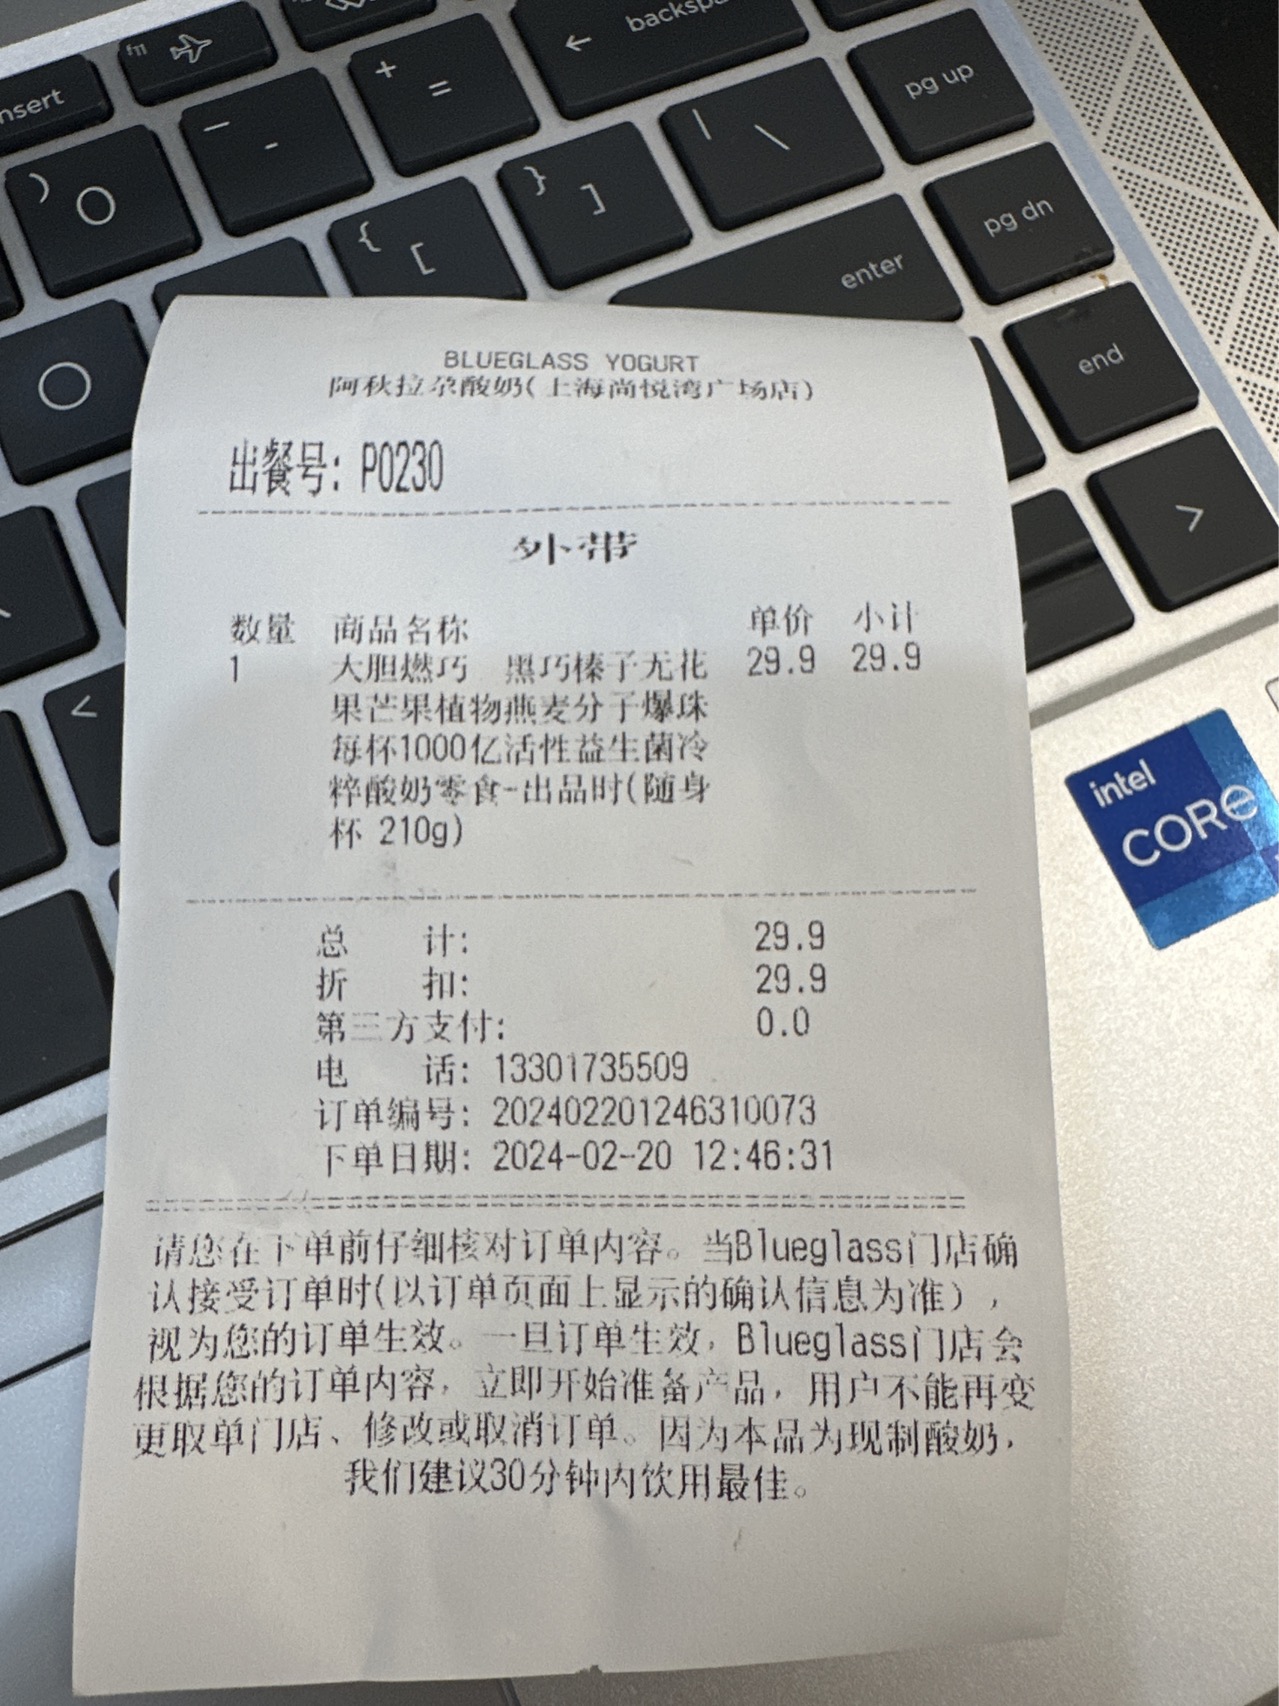 insert
f11
+ =
← backspa
pg up
) 0
- -
{ [
} ]
| \
enter
pg dn
end
<
>
intel
CORe
BLUEGLASS YOGURT
阿秋拉尕酸奶(上海尚悦湾广场店)
出餐号: P0230
外带
数量 商品名称 单价 小计
1 大胆燃巧 黑巧榛子无花 29.9 29.9
果芒果植物燕麦分子爆珠
每杯1000亿活性益生菌冷
粹酸奶零食-出品时(随身
杯 210g)
总 计: 29.9
折 扣: 29.9
第三方支付: 0.0
电 话: 13301735509
订单编号: 202402201246310073
下单日期: 2024-02-20 12:46:31
请您在下单前仔细核对订单内容。当Blueglass门店确
认接受订单时(以订单页面上显示的确认信息为准),
视为您的订单生效。一旦订单生效,Blueglass门店会
根据您的订单内容,立即开始准备产品,用户不能再变
更取单门店、修改或取消订单。因为本品为现制酸奶,
我们建议30分钟内饮用最佳。